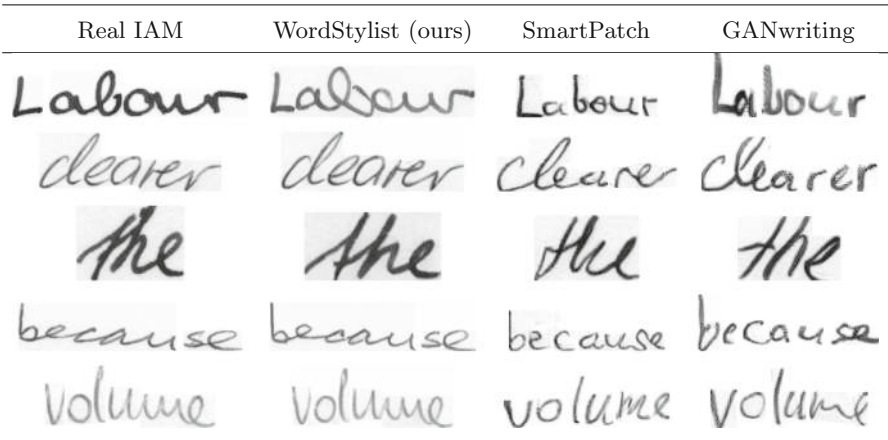 Real IAM WordStylist (ours) SmartPatch GANwriting
Labour Labour Labour Labour
clearer clearer clearer clearer
the the the the
because because because because
volume volume volume volume